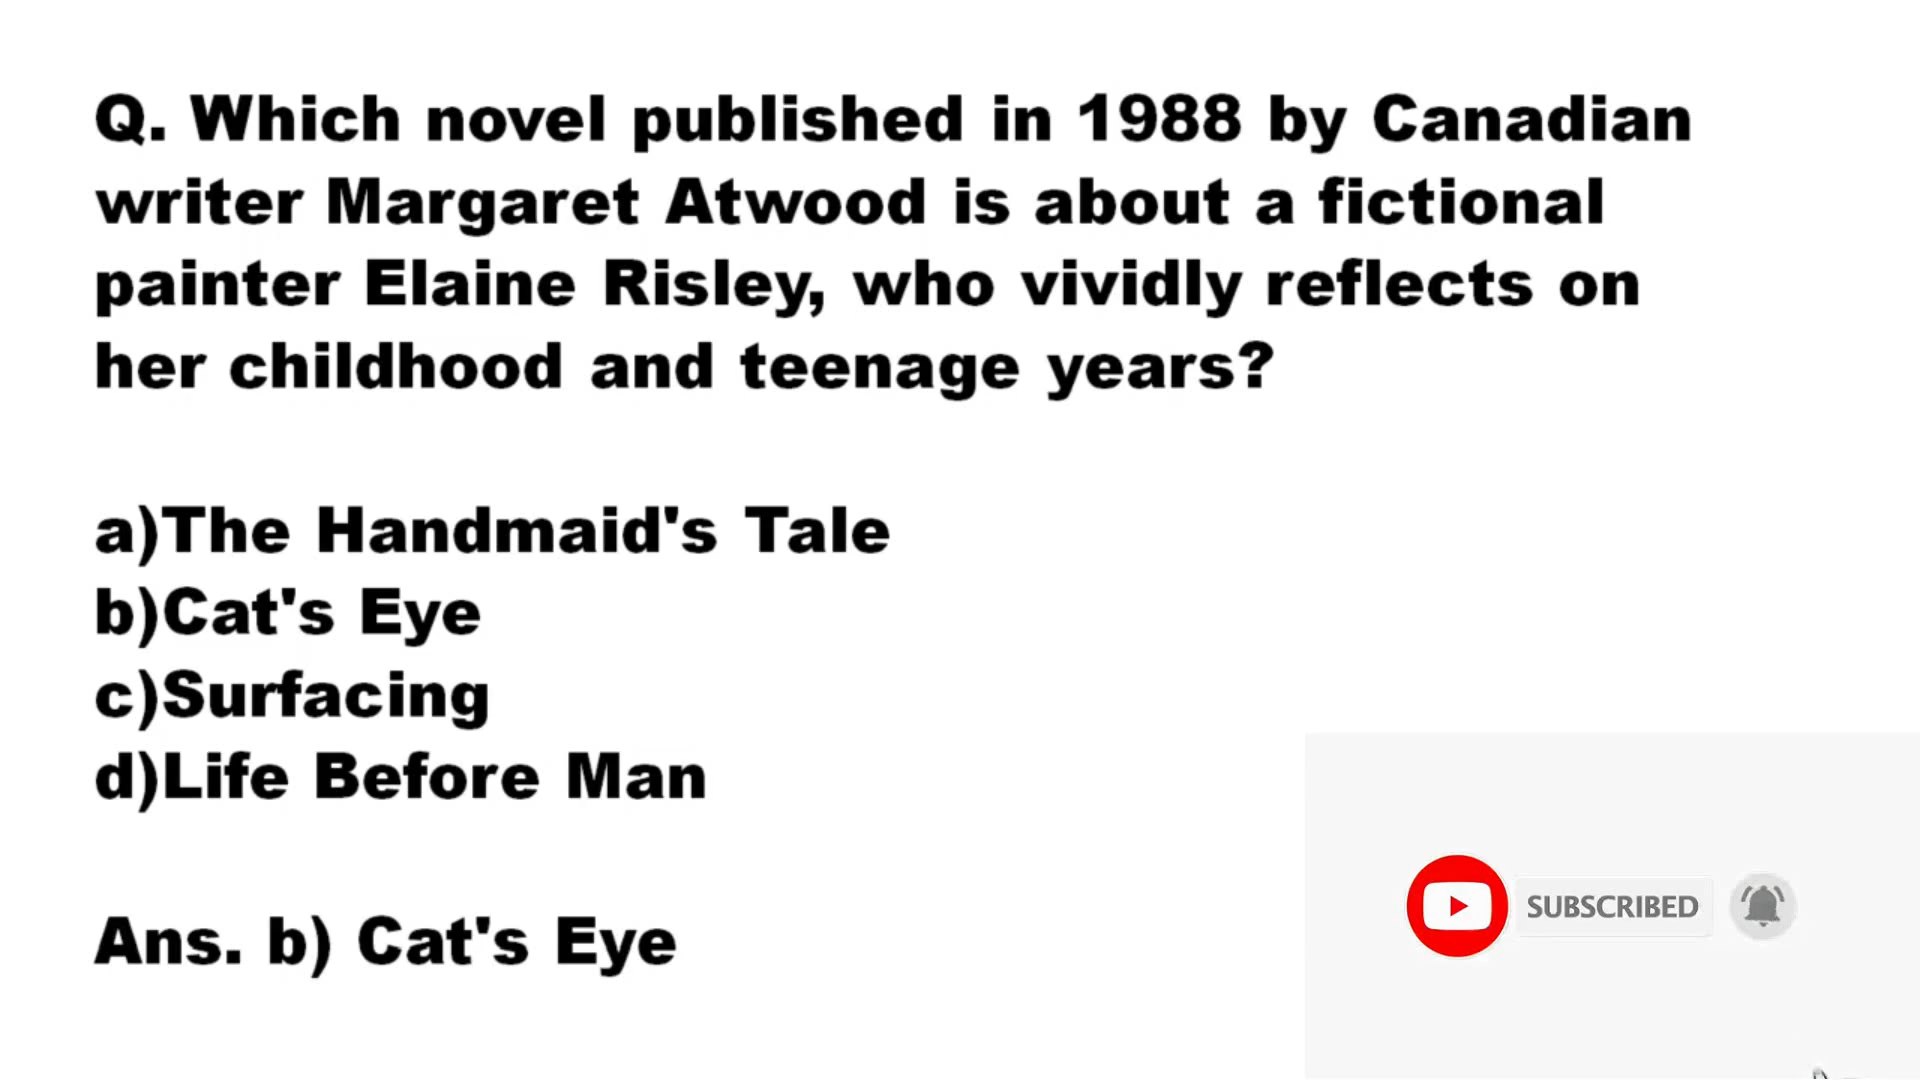 Q. Which novel published in 1988 by Canadian
writer Margaret Atwood is about a fictional
painter Elaine Risley, who vividly reflects on
her childhood and teenage years?
a)The Handmaid's Tale
b)Cat's Eye
c)Surfacing
d)Life Before Man
SUBSCRIBED
Ans. b) Cat's Eye